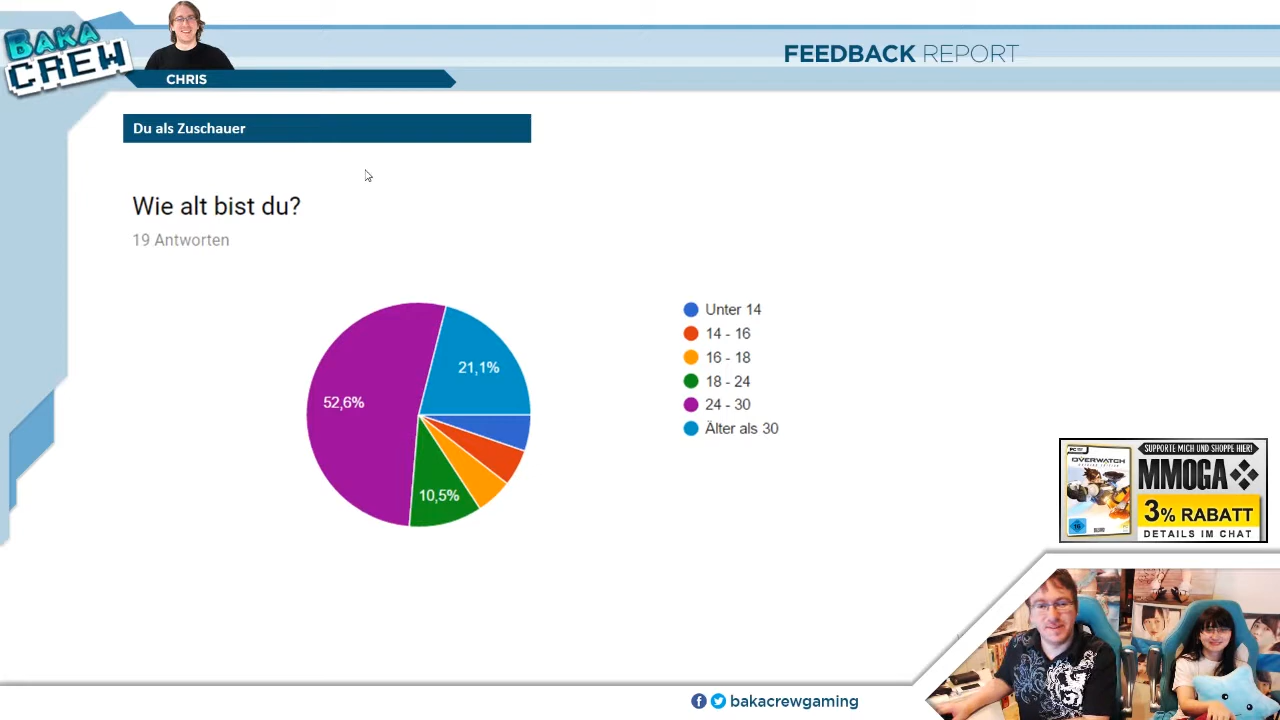 BAKA
CREW
CHRIS
FEEDBACK REPORT
Du als Zuschauer
Wie alt bist du?
19 Antworten
52,6%
21,1%
10,5%
Unter 14
14 - 16
16 - 18
18 - 24
24 - 30
Älter als 30
SUPPORTE MICH UND SHOPPE HIER!
OVERWATCH
MMOGA
3% RABATT
DETAILS IM CHAT
bakacrewgaming